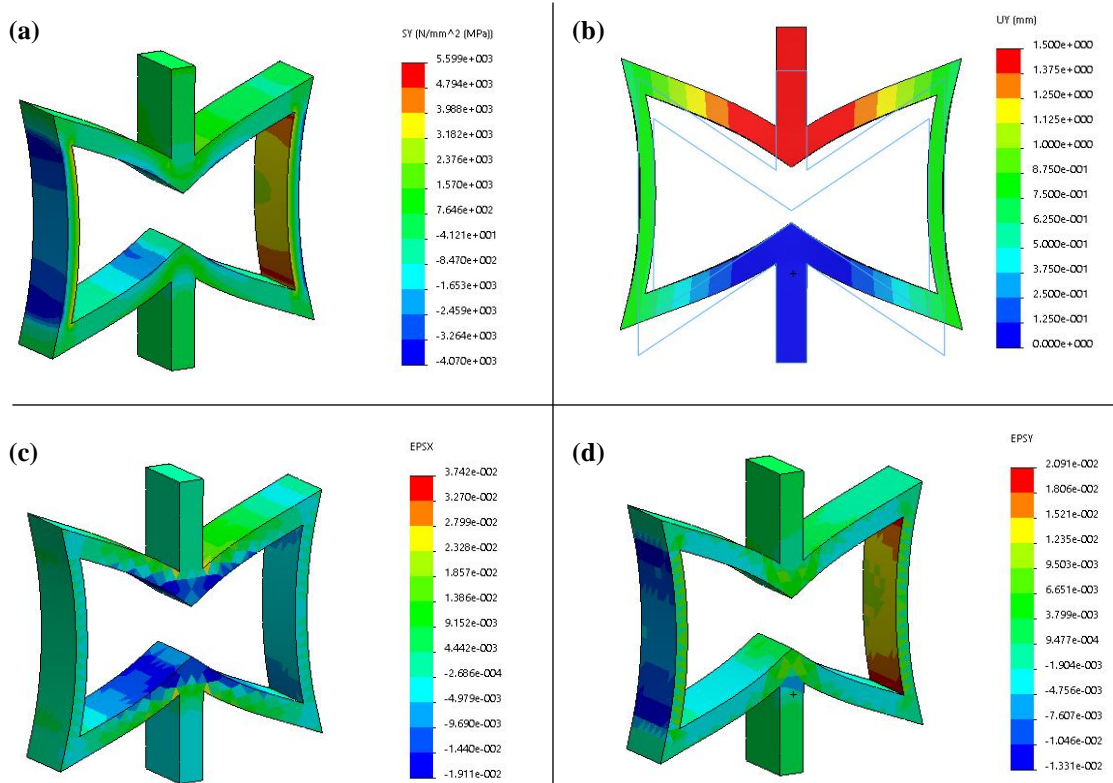 (a)
SY (N/mm^2 (MPa))
5.599e+003
4.794e+003
3.988e+003
3.182e+003
2.376e+003
1.570e+003
7.646e+002
-4.121e+001
-8.470e+002
-1.653e+003
-2.459e+003
-3.264e+003
-4.070e+003
(b)
UY (mm)
1.500e+000
1.375e+000
1.250e+000
1.125e+000
1.000e+000
8.750e-001
7.500e-001
6.250e-001
5.000e-001
3.750e-001
2.500e-001
1.250e-001
0.000e+000
(c)
EPSX
3.742e-002
3.270e-002
2.799e-002
2.328e-002
1.857e-002
1.386e-002
9.152e-003
4.442e-003
-2.686e-004
-4.979e-003
-9.690e-003
-1.440e-002
-1.911e-002
(d)
EPSY
2.091e-002
1.806e-002
1.521e-002
1.235e-002
9.503e-003
6.651e-003
3.799e-003
9.477e-004
-1.904e-003
-4.756e-003
-7.607e-003
-1.046e-002
-1.331e-002